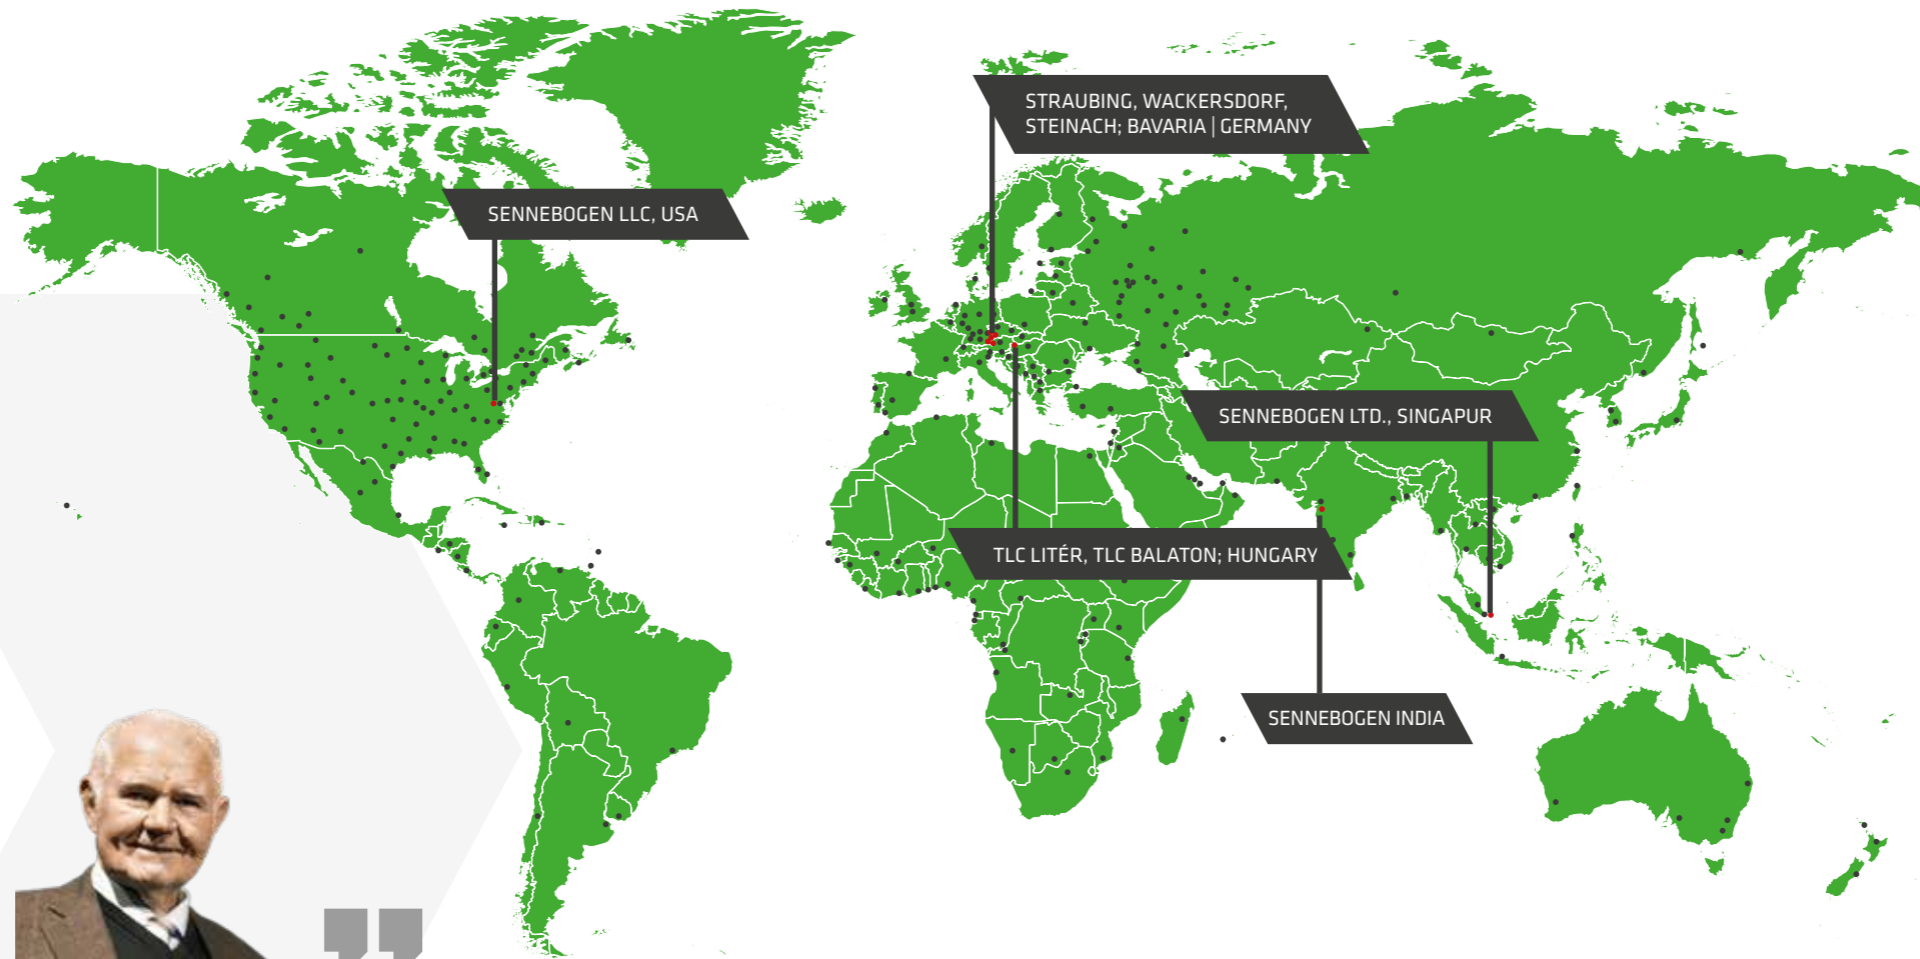 STRAUBING, WACKERSDORF,
STEINACH; BAVARIA | GERMANY
SENNEBOGEN LLC, USA
SENNEBOGEN LTD., SINGAPUR
TLC LITÉR, TLC BALATON; HUNGARY
SENNEBOGEN INDIA